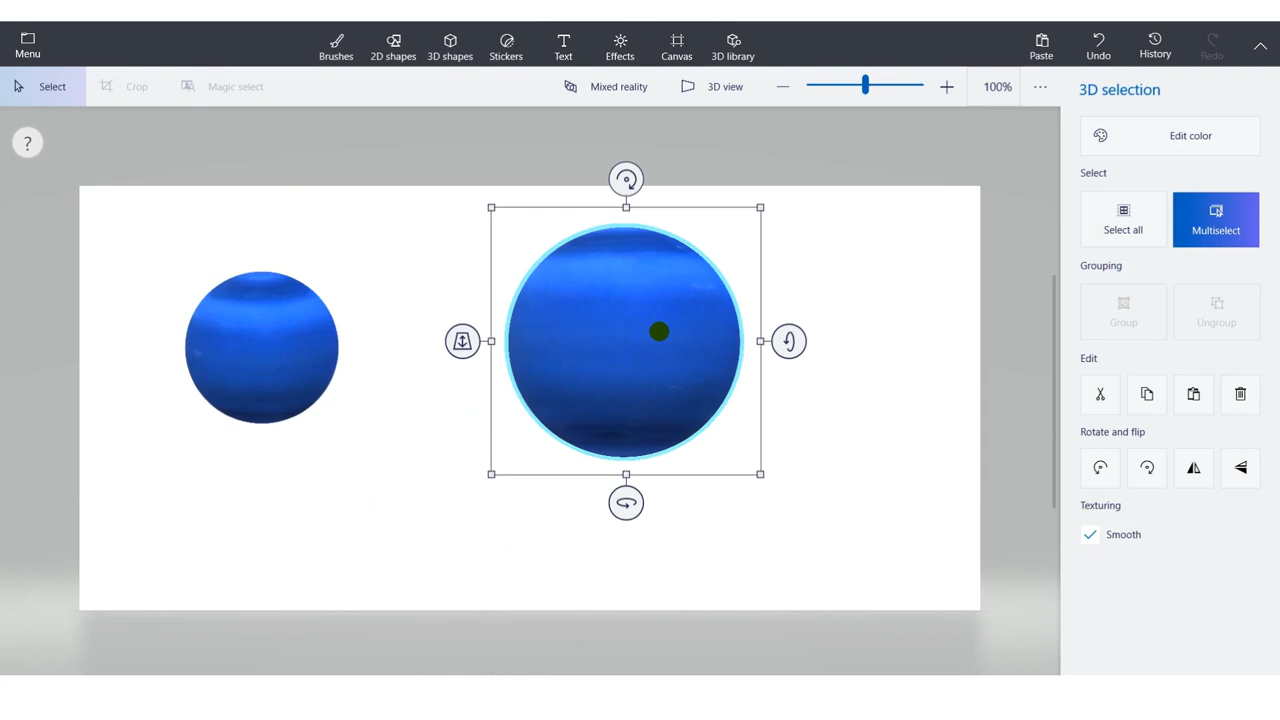 Menu
Brushes
2D shapes
3D shapes
Stickers
Text
Effects
Canvas
3D library
Paste
Undo
History
Redo
Select
Crop
Magic select
Mixed reality
3D view
100%
?
3D selection
Edit color
Select
Select all
Multiselect
Grouping
Group
Ungroup
Edit
Rotate and flip
Texturing
Smooth